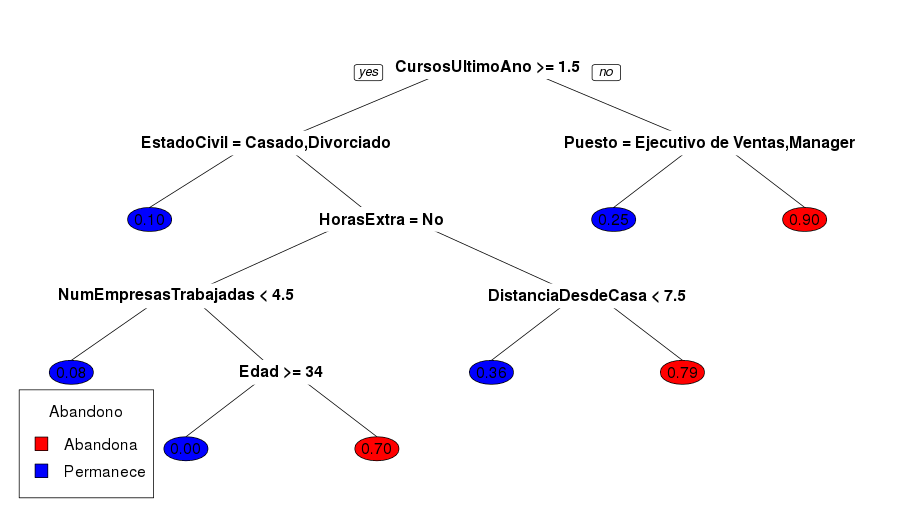 yes
CursosUltimoAno >= 1.5
no
EstadoCivil = Casado,Divorciado
Puesto = Ejecutivo de Ventas,Manager
0.10
HorasExtra = No
0.25
0.90
NumEmpresasTrabajadas < 4.5
DistanciaDesdeCasa < 7.5
0.08
Edad >= 34
0.36
0.79
Abandono
Abandona
Permanece
0.00
0.70